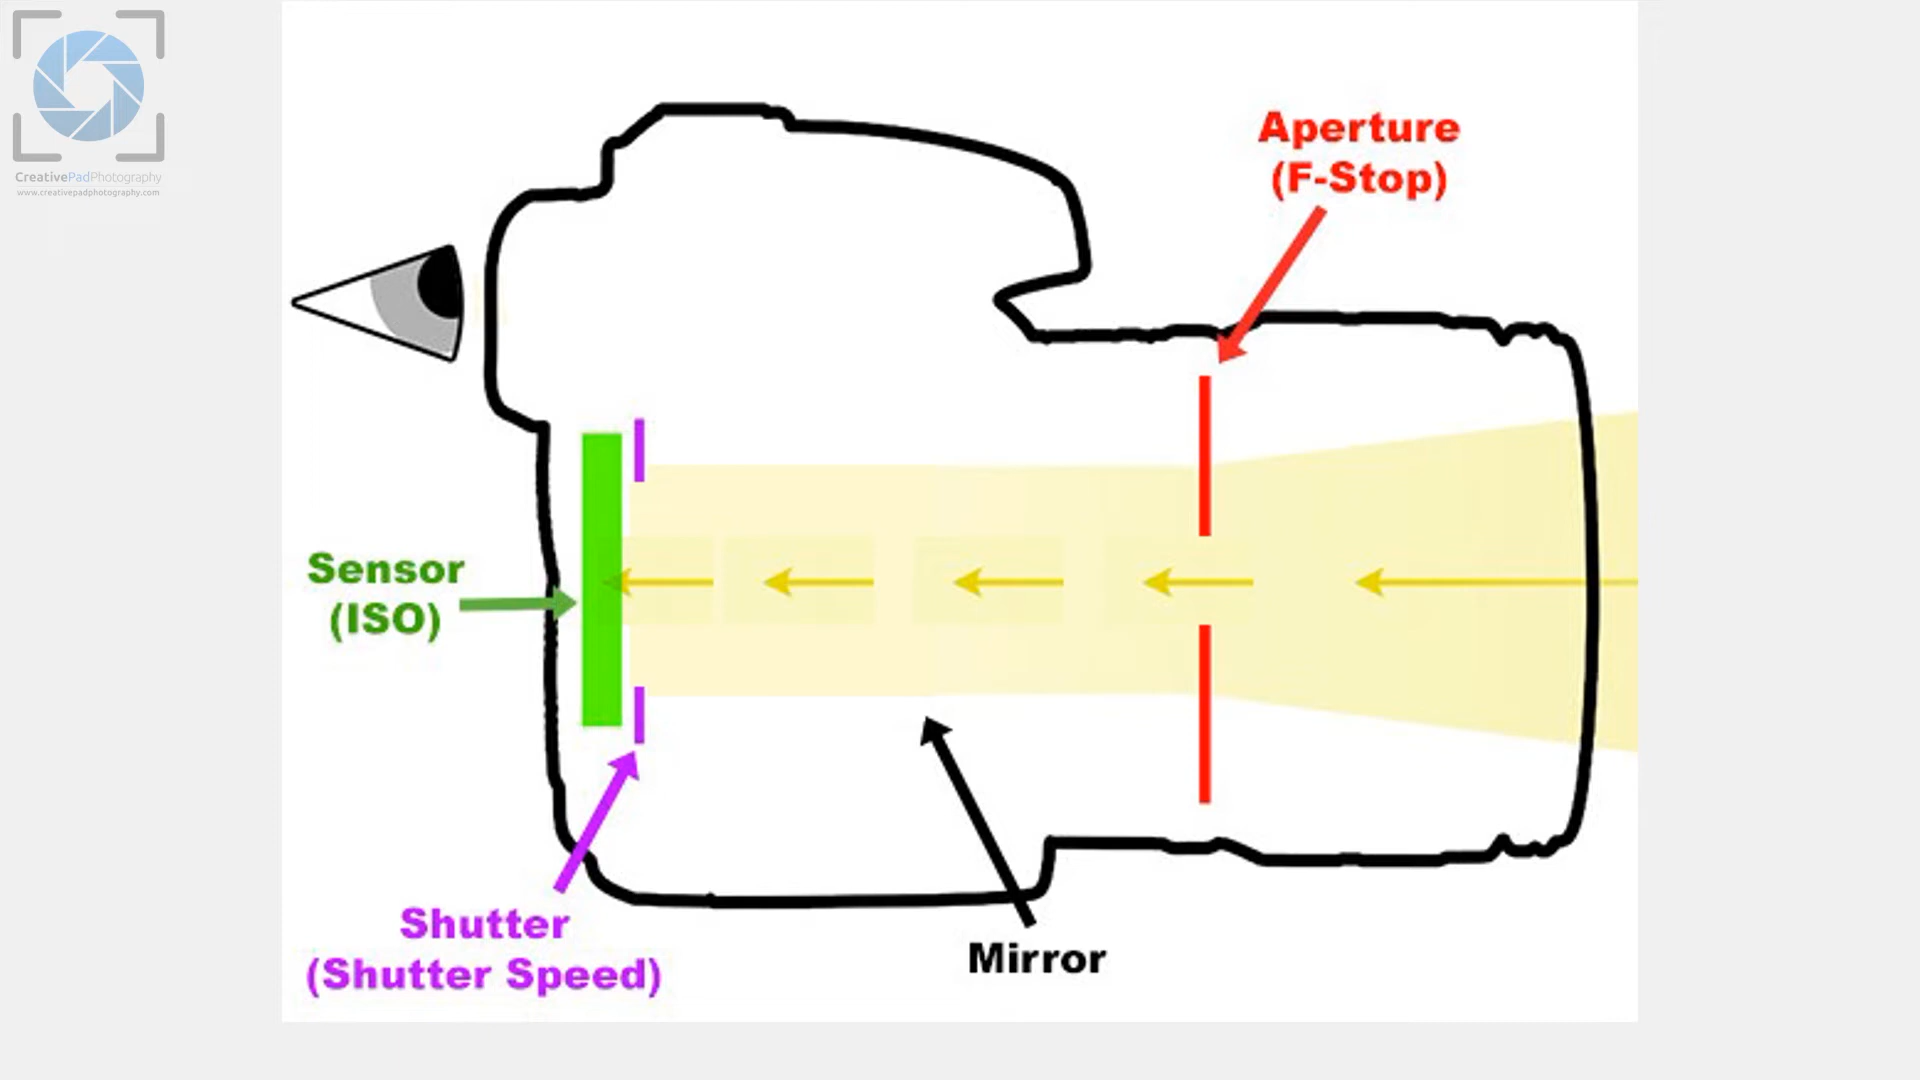 CreativePadPhotography
www.creativepadphotography.com
Aperture
(F-Stop)
Sensor
(ISO)
Shutter
(Shutter Speed)
Mirror